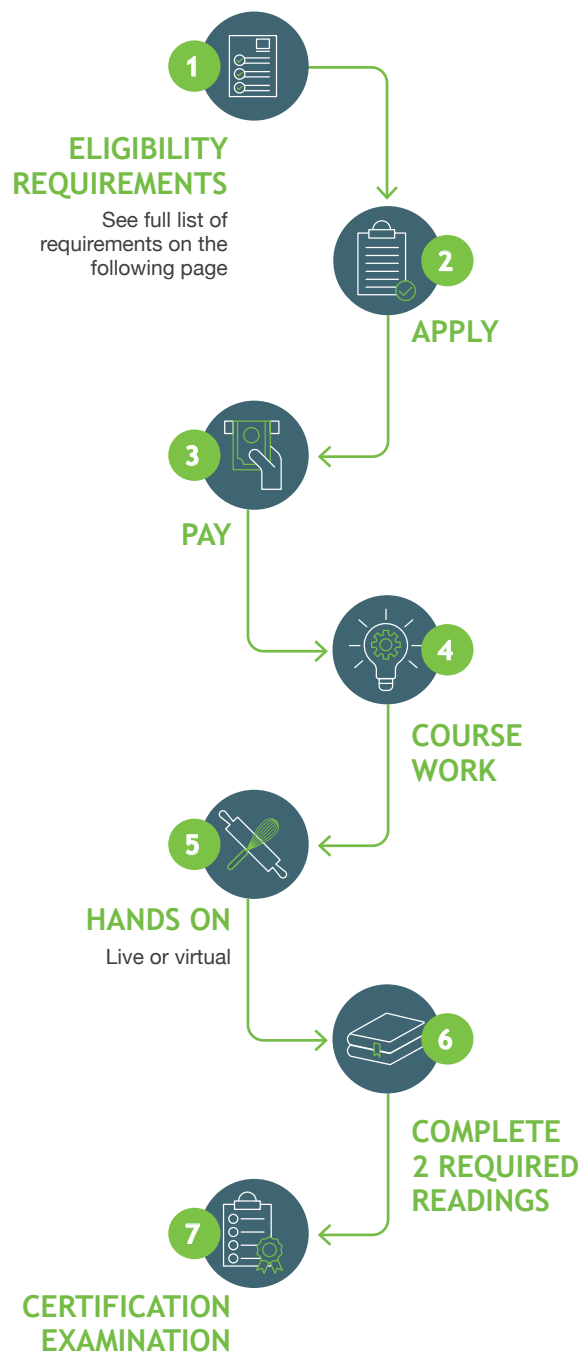 1
ELIGIBILITY
REQUIREMENTS
See full list of
requirements on the
following page
2
APPLY
3
PAY
4
COURSE
WORK
5
HANDS ON
Live or virtual
6
COMPLETE
2 REQUIRED
READINGS
7
CERTIFICATION
EXAMINATION